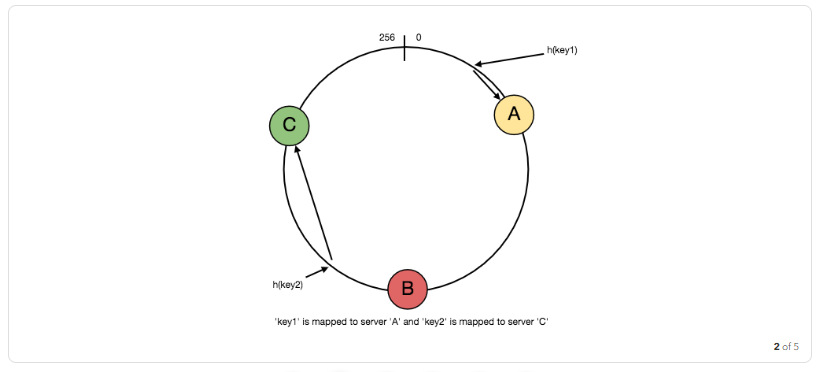 256 0
h(key1)
A
C
h(key2)
B
'key1' is mapped to server 'A' and 'key2' is mapped to server 'C'
2 of 5